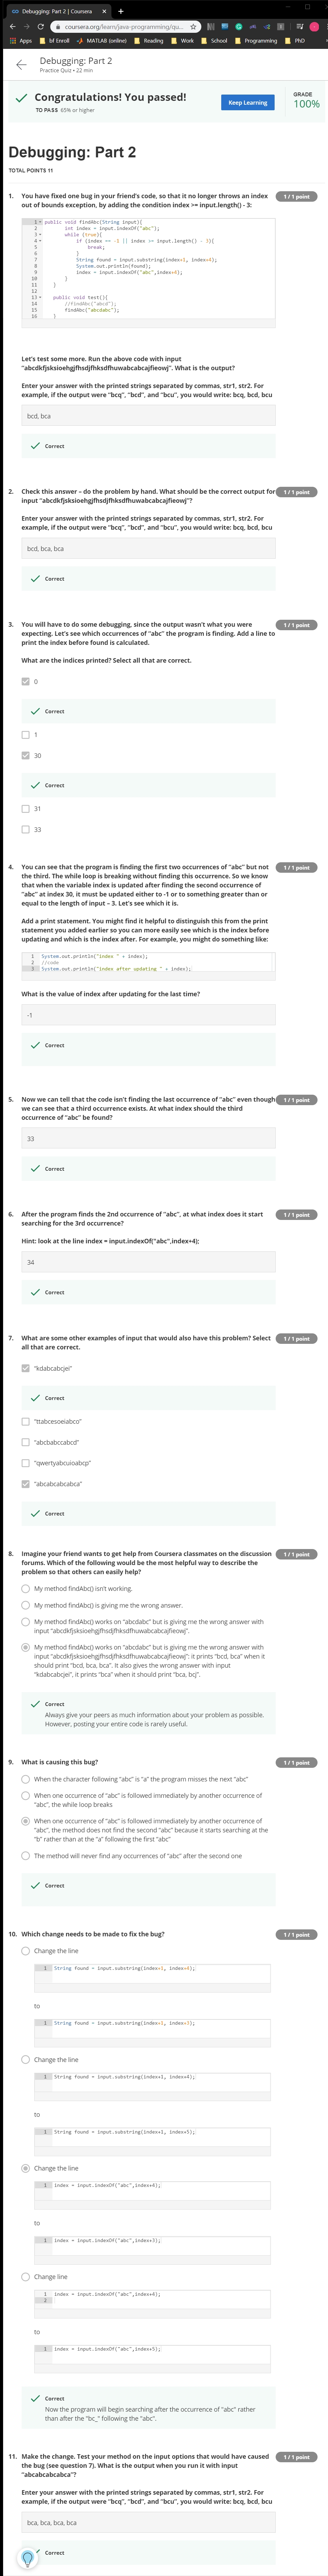 Debugging: Part 2 | Coursera
coursera.org/learn/java-programming/qu...
Apps bf Enroll MATLAB (online) Reading Work School Programming PhD
Debugging: Part 2
Practice Quiz • 22 min
Congratulations! You passed!
TO PASS 65% or higher
Keep Learning
GRADE
100%
Debugging: Part 2
TOTAL POINTS 11
1. You have fixed one bug in your friend's code, so that it no longer throws an index
out of bounds exception, by adding the condition index >= input.length() - 3:
1 / 1 point
1 public void findAbc(String input){
2 int index = input.indexOf("abc");
3 while (true){
4 if (index == -1 || index >= input.length() - 3){
5 break;
6 }
7 String found = input.substring(index+1, index+4);
8 System.out.println(found);
9 index = input.indexOf("abc",index+4);
10 }
11 }
12
13 public void test(){
14 //findAbc("abcd");
15 findAbc("abcdabc");
16 }
Let's test some more. Run the above code with input
"abcdkfjsksioehgjfhsdjfhksdfhuwabcabcajfieowj". What is the output?
Enter your answer with the printed strings separated by commas, str1, str2. For
example, if the output were "bcq", "bcd", and "bcu", you would write: bcq, bcd, bcu
bcd, bca
Correct
2. Check this answer – do the problem by hand. What should be the correct output for
input "abcdkfjsksioehgjfhsdjfhksdfhuwabcabcajfieowj"?
1 / 1 point
Enter your answer with the printed strings separated by commas, str1, str2. For
example, if the output were "bcq", "bcd", and "bcu", you would write: bcq, bcd, bcu
bcd, bca, bca
Correct
3. You will have to do some debugging, since the output wasn't what you were
expecting. Let's see which occurrences of "abc" the program is finding. Add a line to
print the index before found is calculated.
1 / 1 point
What are the indices printed? Select all that are correct.
0
Correct
1
30
Correct
31
33
4. You can see that the program is finding the first two occurrences of "abc" but not
the third. The while loop is breaking without finding this occurrence. So we know
that when the variable index is updated after finding the second occurrence of
"abc" at index 30, it must be updated either to -1 or to something greater than or
equal to the length of input – 3. Let's see which it is.
1 / 1 point
Add a print statement. You might find it helpful to distinguish this from the print
statement you added earlier so you can more easily see which is the index before
updating and which is the index after. For example, you might do something like:
1 System.out.println("index " + index);
2 //code
3 System.out.println("index after updating " + index);
What is the value of index after updating for the last time?
-1
Correct
5. Now we can tell that the code isn't finding the last occurrence of "abc" even though
we can see that a third occurrence exists. At what index should the third
occurrence of "abc" be found?
1 / 1 point
33
Correct
6. After the program finds the 2nd occurrence of "abc", at what index does it start
searching for the 3rd occurrence?
1 / 1 point
Hint: look at the line index = input.indexOf("abc",index+4);
34
Correct
7. What are some other examples of input that would also have this problem? Select
all that are correct.
1 / 1 point
"kdabcabcjei"
Correct
"ttabcesoeiabco"
"abcbabccabcd"
"qwertyabcuioabcp"
"abcabcabcabca"
Correct
8. Imagine your friend wants to get help from Coursera classmates on the discussion
forums. Which of the following would be the most helpful way to describe the
problem so that others can easily help?
1 / 1 point
My method findAbc() isn't working.
My method findAbc() is giving me the wrong answer.
My method findAbc() works on "abcdabc" but is giving me the wrong answer with
input "abcdkfjsksioehgjfhsdjfhksdfhuwabcabcajfieowj".
My method findAbc() works on "abcdabc" but is giving me the wrong answer with
input "abcdkfjsksioehgjfhsdjfhksdfhuwabcabcajfieowj": it prints "bcd, bca" when it
should print "bcd, bca, bca". It also gives the wrong answer with input
"kdabcabcjei", it prints "bca" when it should print "bca, bcj".
Correct
Always give your peers as much information about your problem as possible.
However, posting your entire code is rarely useful.
9. What is causing this bug?
1 / 1 point
When the character following "abc" is "a" the program misses the next "abc"
When one occurrence of "abc" is followed immediately by another occurrence of
"abc", the while loop breaks
When one occurrence of "abc" is followed immediately by another occurrence of
"abc", the method does not find the second "abc" because it starts searching at the
"b" rather than at the "a" following the first "abc"
The method will never find any occurrences of "abc" after the second one
Correct
10. Which change needs to be made to fix the bug?
1 / 1 point
Change the line
1 String found = input.substring(index+1, index+4);
to
1 String found = input.substring(index+1, index+3);
Change the line
1 String found = input.substring(index+1, index+4);
to
1 String found = input.substring(index+1, index+5);
Change the line
1 index = input.indexOf("abc",index+4);
to
1 index = input.indexOf("abc",index+3);
Change line
1 index = input.indexOf("abc",index+4);
2
to
1 index = input.indexOf("abc",index+5);
Correct
Now the program will begin searching after the occurrence of "abc" rather
than after the "bc_" following the "abc".
11. Make the change. Test your method on the input options that would have caused
the bug (see question 7). What is the output when you run it with input
"abcabcabcabca"?
1 / 1 point
Enter your answer with the printed strings separated by commas, str1, str2. For
example, if the output were "bcq", "bcd", and "bcu", you would write: bcq, bcd, bcu
bca, bca, bca, bca
Correct